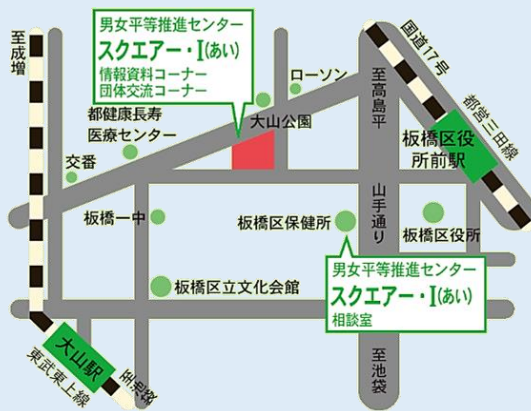 至成増
男女平等推進センター
スクエアー・I(あい)
情報資料コーナー
団体交流コーナー
ローソン
大山公園
都健康長寿
医療センター
交番
至高島平
国道17号
都営三田線
板橋区役
所前駅
板橋一中
板橋区保健所
山手通り
板橋区役所
板橋区立文化会館
男女平等推進センター
スクエアー・I(あい)
相談室
大山駅
東武東上線
至池袋
至池袋